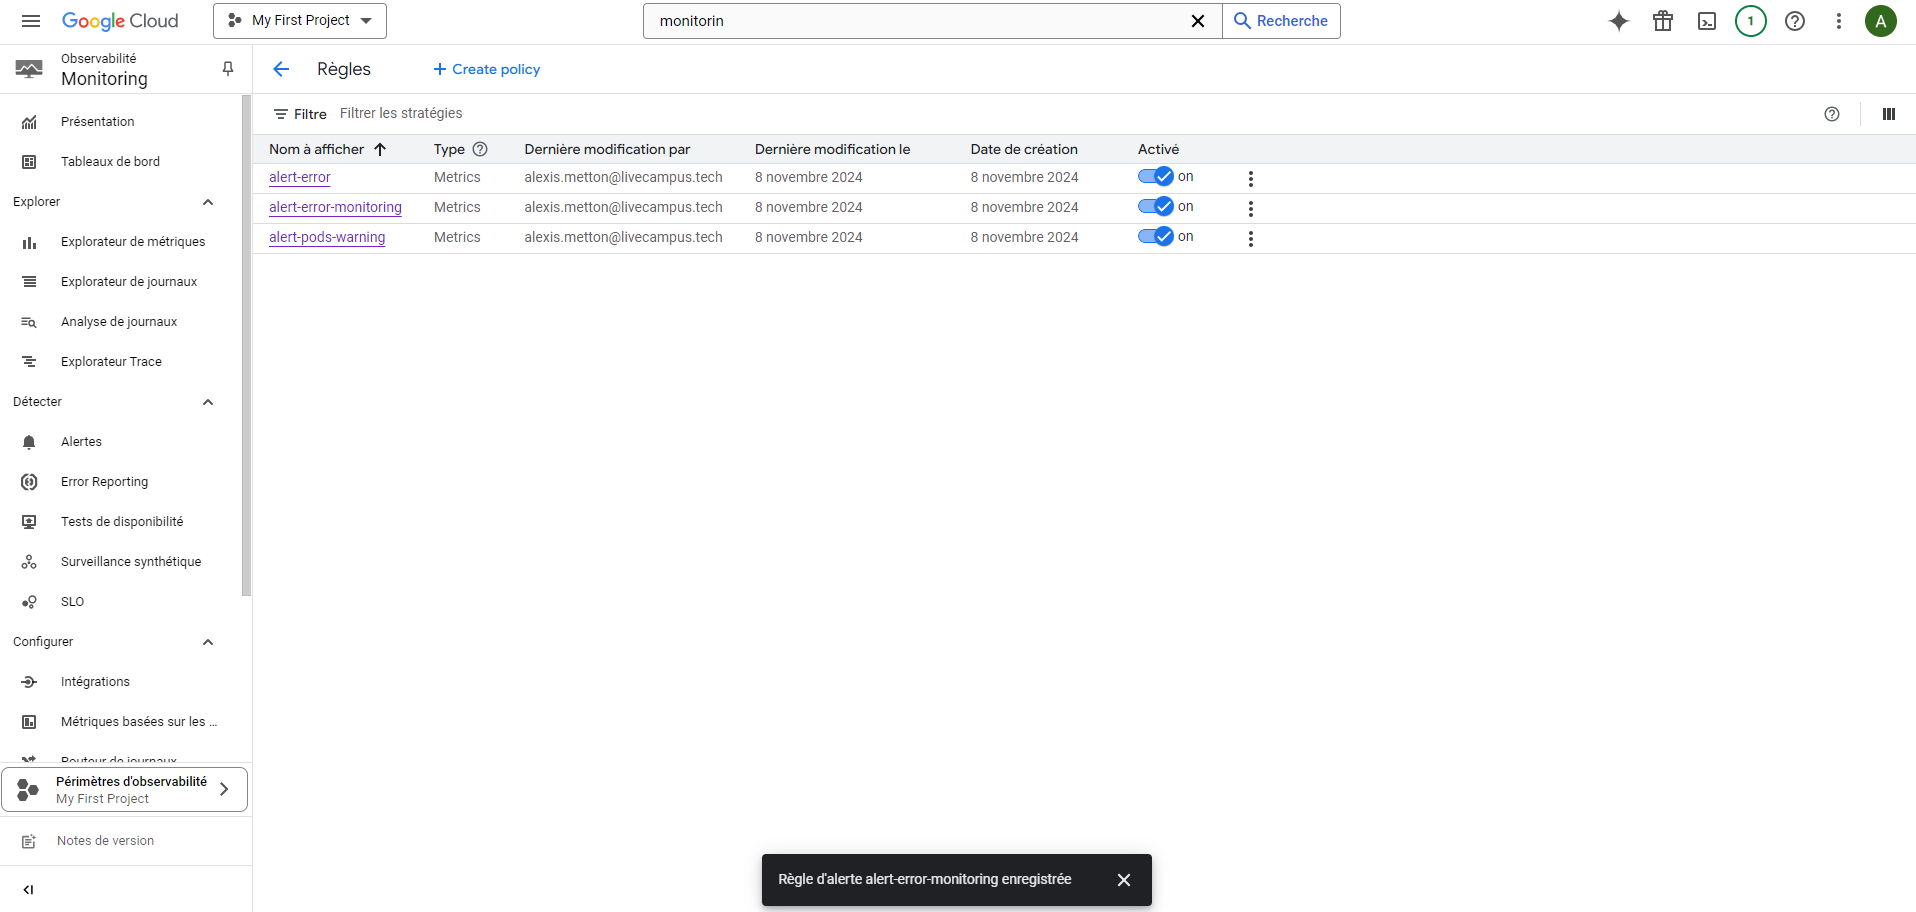 Google Cloud
My First Project
monitorin
Recherche
1
A
Observabilité
Monitoring
Règles
Create policy
Présentation
Tableaux de bord
Explorer
Explorateur de métriques
Explorateur de journaux
Analyse de journaux
Explorateur Trace
Détecter
Alertes
Error Reporting
Tests de disponibilité
Surveillance synthétique
SLO
Configurer
Intégrations
Métriques basées sur les ...
Routeur de journaux
Périmètres d'observabilité
My First Project
Notes de version
Filtre Filtrer les stratégies
Nom à afficher Type Dernière modification par Dernière modification le Date de création Activé
alert-error Metrics alexis.metton@livecampus.tech 8 novembre 2024 8 novembre 2024 on
alert-error-monitoring Metrics alexis.metton@livecampus.tech 8 novembre 2024 8 novembre 2024 on
alert-pods-warning Metrics alexis.metton@livecampus.tech 8 novembre 2024 8 novembre 2024 on
Règle d'alerte alert-error-monitoring enregistrée